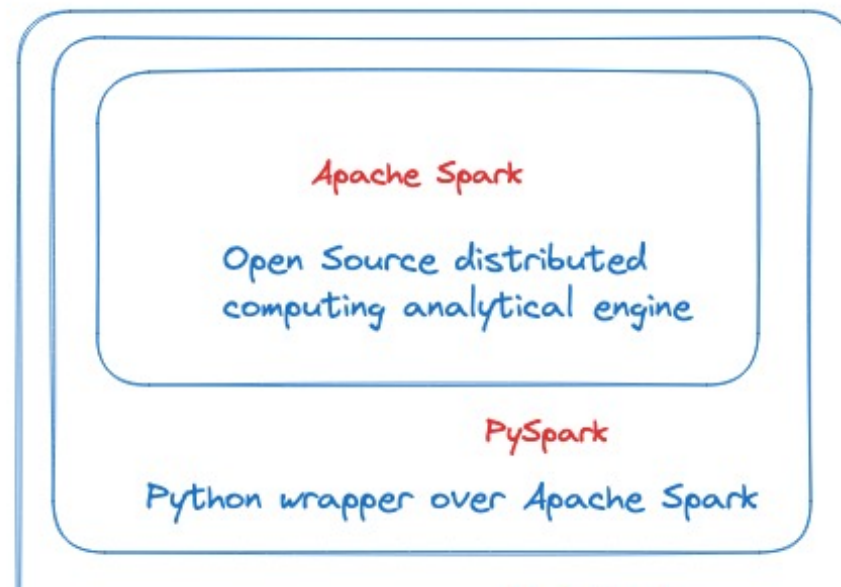 Apache Spark
Open Source distributed
computing analytical engine
PySpark
Python wrapper over Apache Spark